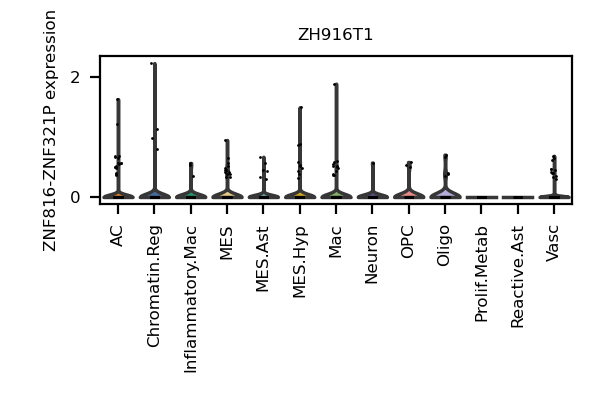 ZH916T1
ZNF816-ZNF321P expression
2
0
AC
Chromatin.Reg
Inflammatory.Mac
MES
MES.Ast
MES.Hyp
Mac
Neuron
OPC
Oligo
Prolif.Metab
Reactive.Ast
Vasc